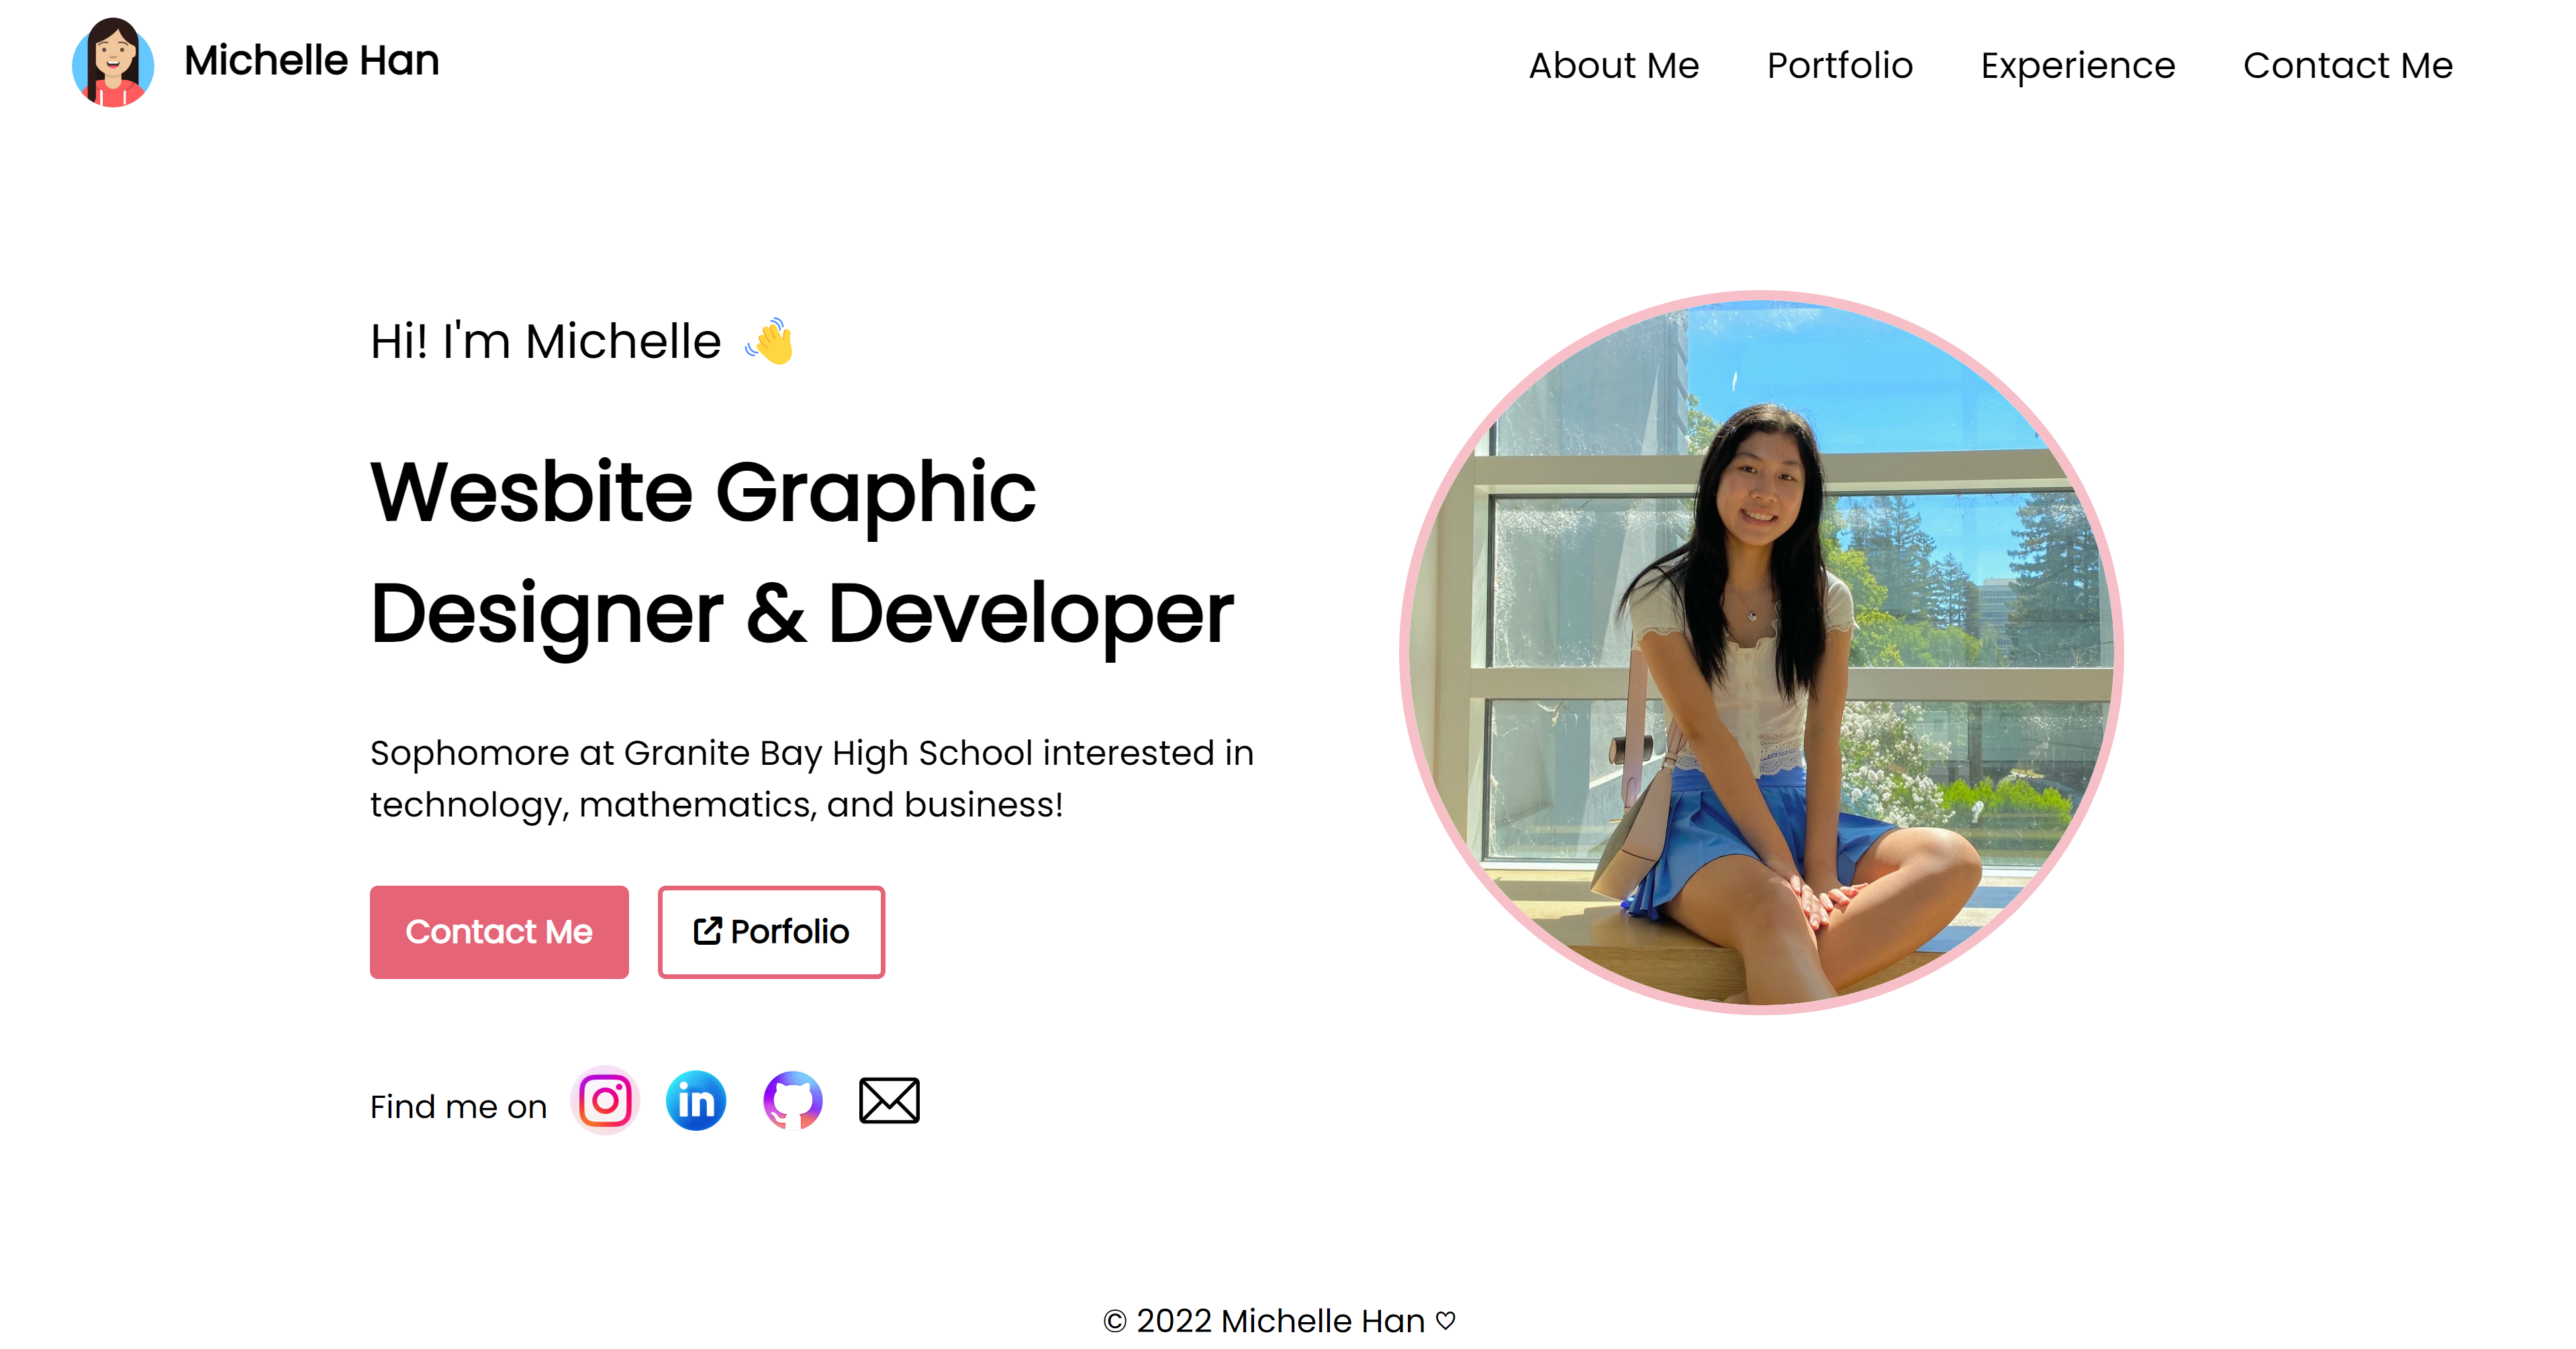 Michelle Han
About Me
Portfolio
Experience
Contact Me
Hi! I'm Michelle 👋
Wesbite Graphic
Designer & Developer
Sophomore at Granite Bay High School interested in
technology, mathematics, and business!
Contact Me
Porfolio
Find me on
in
© 2022 Michelle Han ♡